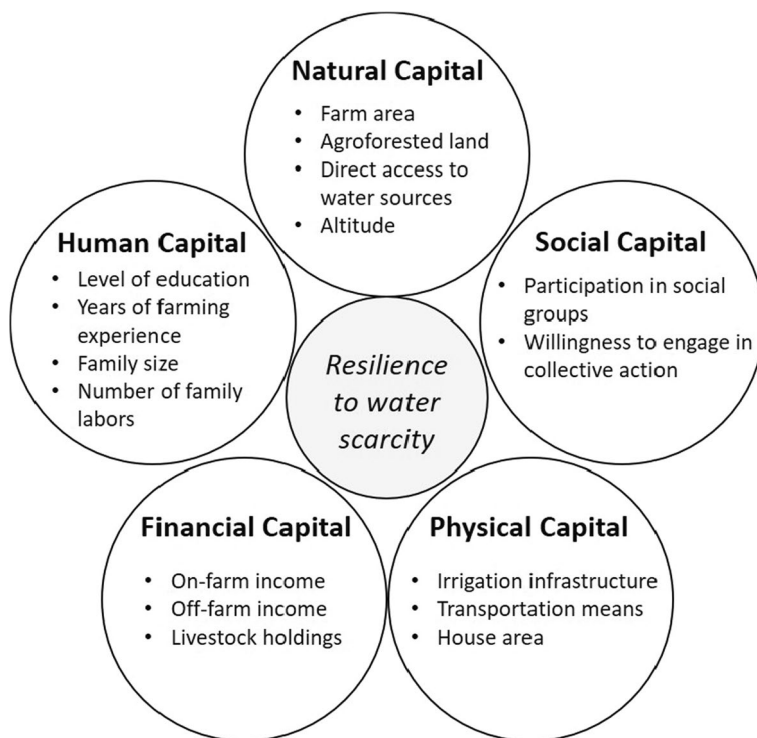 Natural Capital
• Farm area
• Agroforested land
• Direct access to
water sources
• Altitude
Human Capital
• Level of education
• Years of farming
experience
• Family size
• Number of family
labors
Social Capital
• Participation in social
groups
• Willingness to engage in
collective action
Resilience
to water
scarcity
Financial Capital
• On-farm income
• Off-farm income
• Livestock holdings
Physical Capital
• Irrigation infrastructure
• Transportation means
• House area